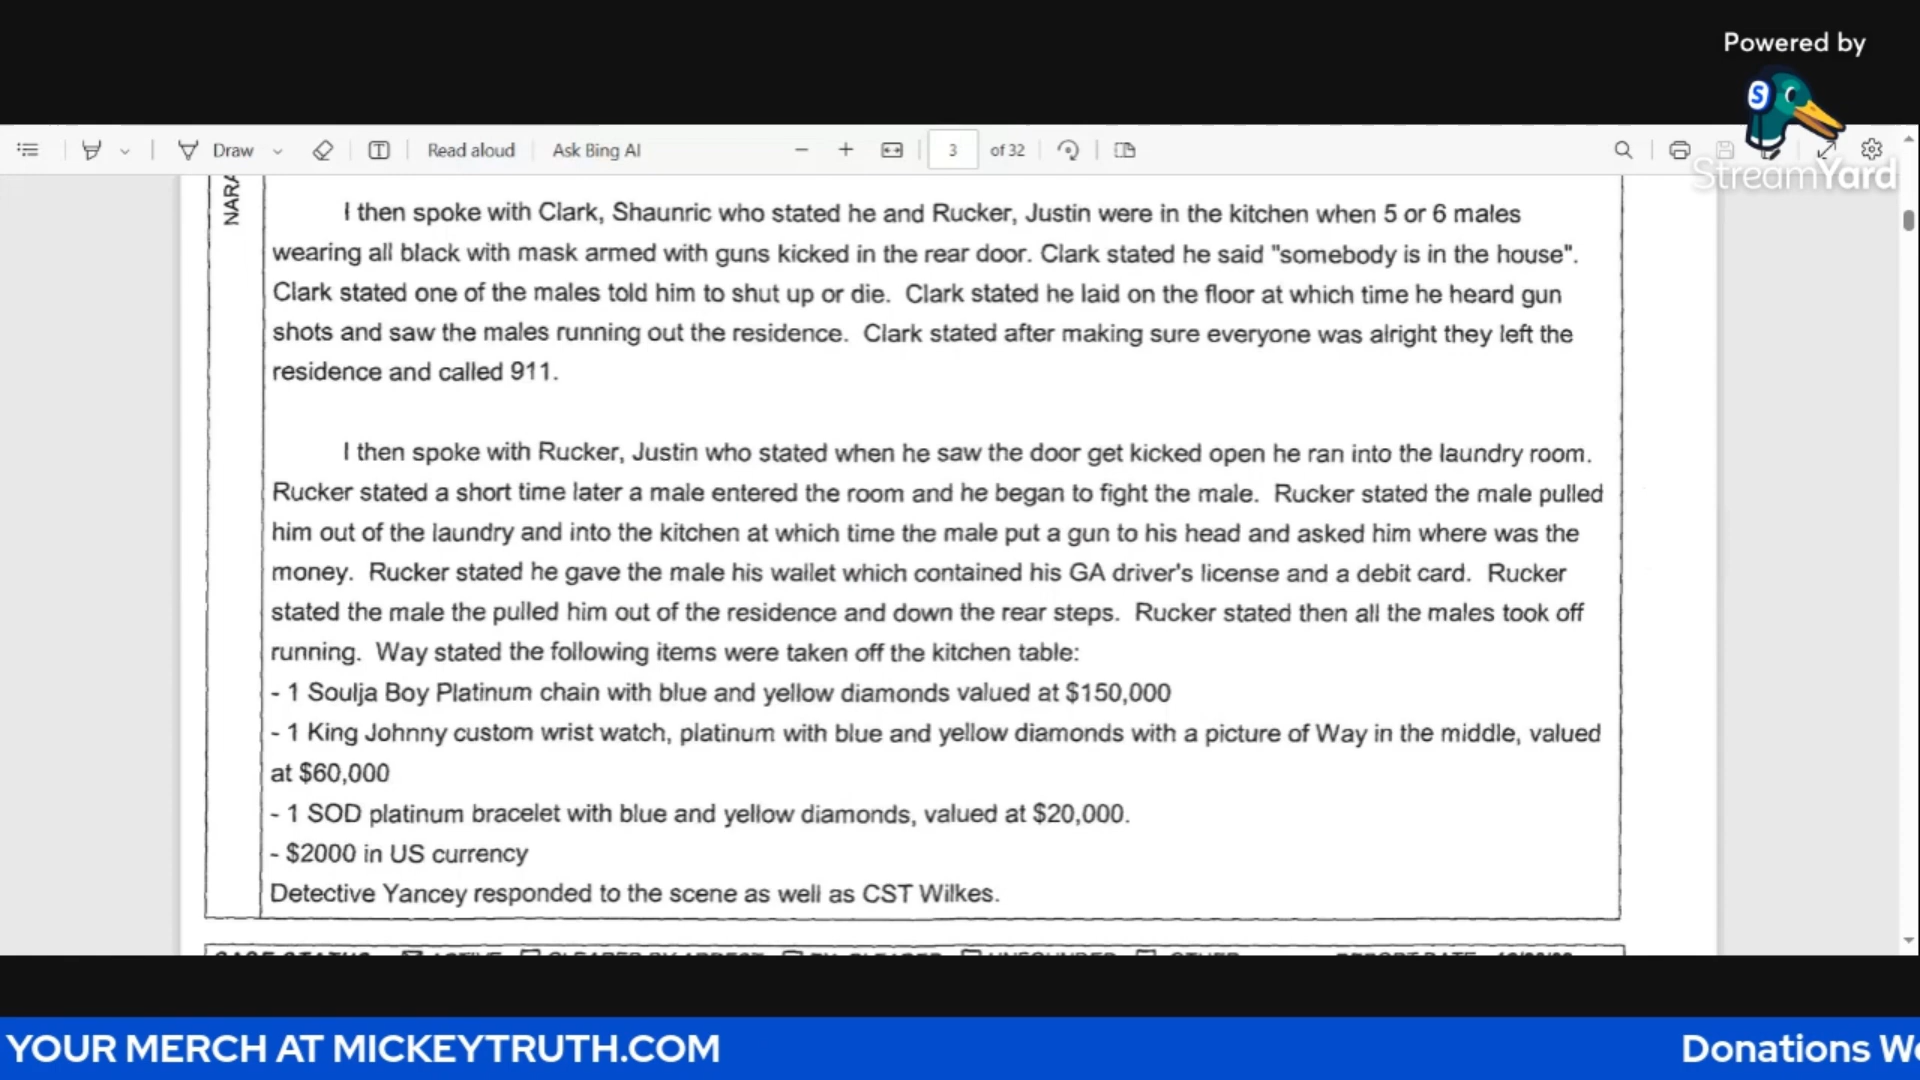 Powered by
StreamYard
Draw
Read aloud
Ask Bing AI
3 of 32
NARA
I then spoke with Clark, Shaunric who stated he and Rucker, Justin were in the kitchen when 5 or 6 males
wearing all black with mask armed with guns kicked in the rear door. Clark stated he said "somebody is in the house".
Clark stated one of the males told him to shut up or die. Clark stated he laid on the floor at which time he heard gun
shots and saw the males running out the residence. Clark stated after making sure everyone was alright they left the
residence and called 911.
I then spoke with Rucker, Justin who stated when he saw the door get kicked open he ran into the laundry room.
Rucker stated a short time later a male entered the room and he began to fight the male. Rucker stated the male pulled
him out of the laundry and into the kitchen at which time the male put a gun to his head and asked him where was the
money. Rucker stated he gave the male his wallet which contained his GA driver's license and a debit card. Rucker
stated the male the pulled him out of the residence and down the rear steps. Rucker stated then all the males took off
running. Way stated the following items were taken off the kitchen table:
- 1 Soulja Boy Platinum chain with blue and yellow diamonds valued at $150,000
- 1 King Johnny custom wrist watch, platinum with blue and yellow diamonds with a picture of Way in the middle, valued
at $60,000
- 1 SOD platinum bracelet with blue and yellow diamonds, valued at $20,000.
- $2000 in US currency
Detective Yancey responded to the scene as well as CST Wilkes.
YOUR MERCH AT MICKEYTRUTH.COM
Donations We